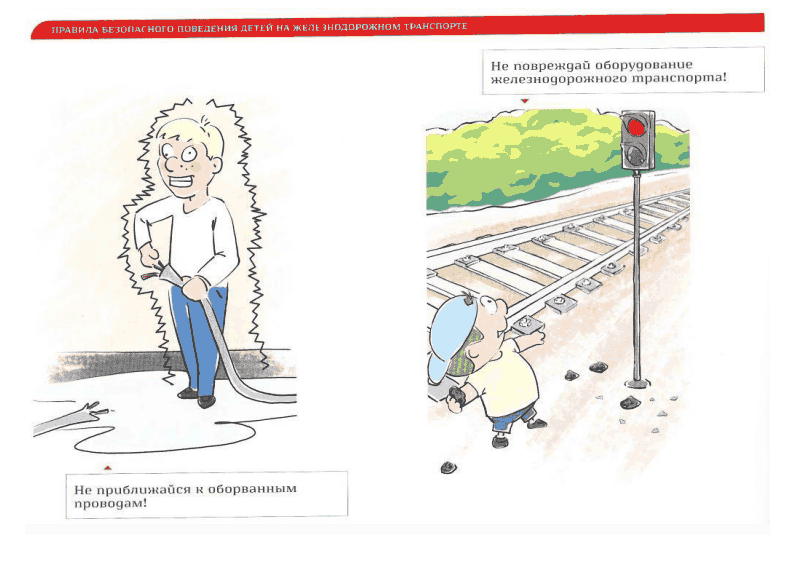 ПРАВИЛА БЕЗОПАСНОГО ПОВЕДЕНИЯ ДЕТЕЙ НА ЖЕЛЕЗНОДОРОЖНОМ ТРАНСПОРТЕ
Не повреждай оборудование
железнодорожного транспорта!
Не приближайся к оборванным
проводам!